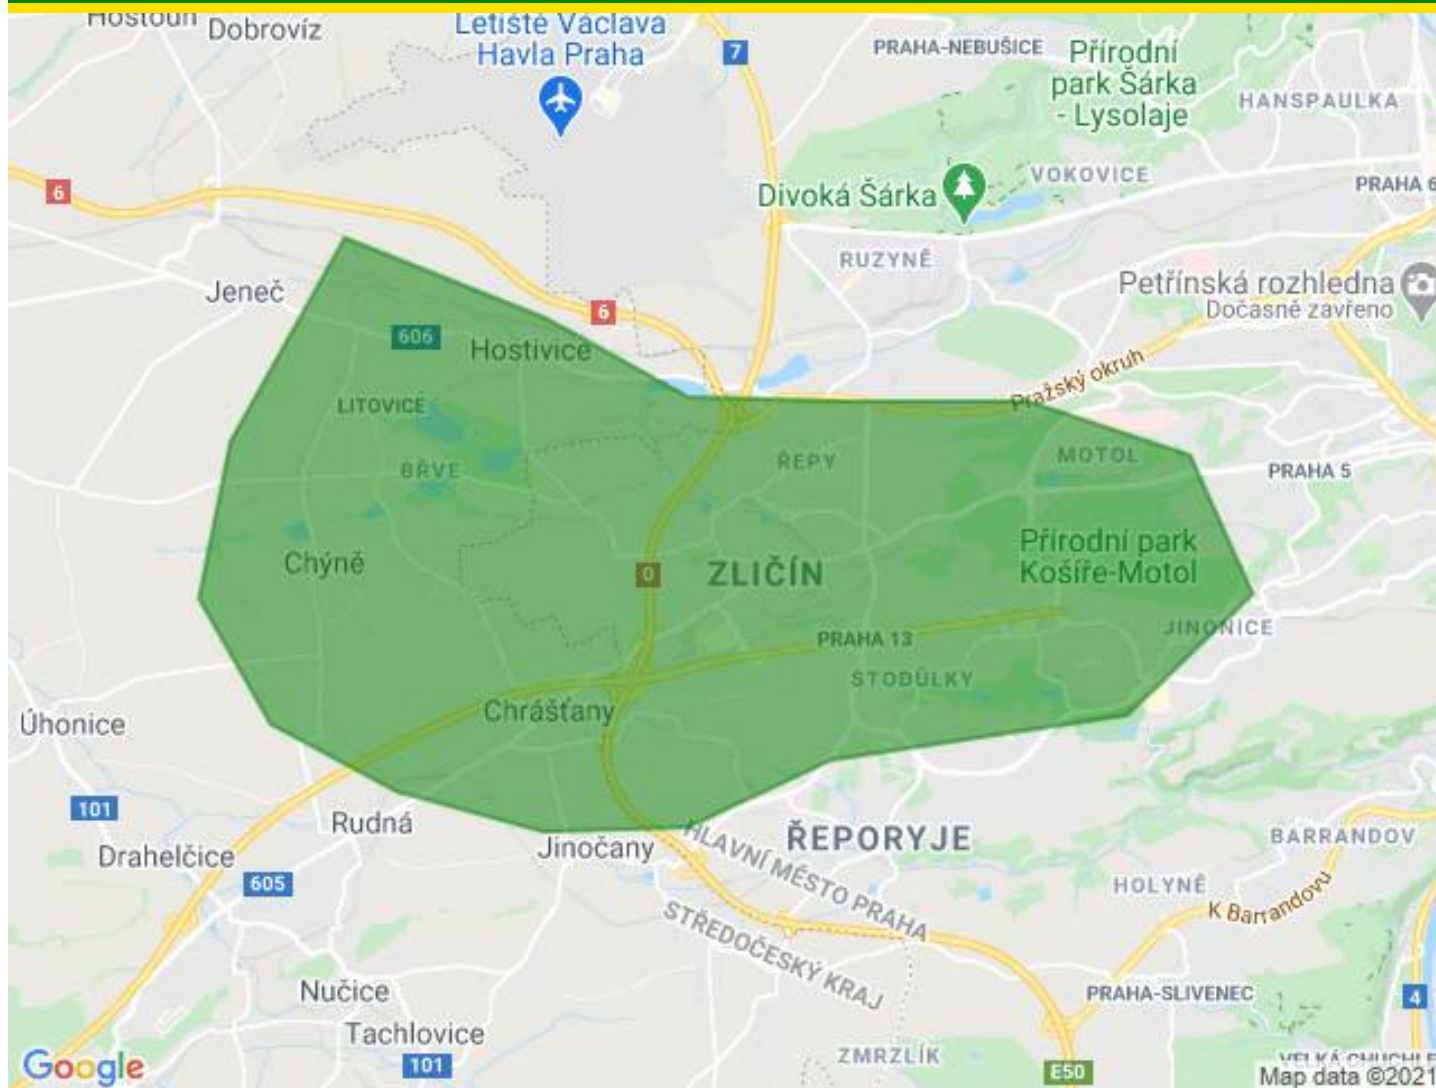 Hostouň
Dobrovíz
Letiště Václava
Havla Praha
7
PRAHA-NEBUŠICE
Přírodní
park Šárka
- Lysolaje
HANSPAULKA
6
Divoká Šárka
VOKOVICE
PRAHA 6
RUZYNĚ
Jeneč
Petřínská rozhledna
Dočasně zavřeno
606
6
Hostivice
Pražský okruh
LITOVICE
BŘVE
ŘEPY
MOTOL
PRAHA 5
Chýně
0
ZLIČÍN
Přírodní park
Košíře-Motol
PRAHA 13
JINONICE
STODŮLKY
Úhonice
Chrášťany
101
Rudná
Jinočany
ŘEPORYJE
BARRANDOV
Drahelčice
605
HLAVNÍ MĚSTO PRAHA
STŘEDOČESKÝ KRAJ
HOLYNĚ
K Barrandovu
Nučice
PRAHA-SLIVENEC
4
Tachlovice
101
ZMRZLÍK
E50
VELKÁ CHUCHLE
Google
Map data ©2021